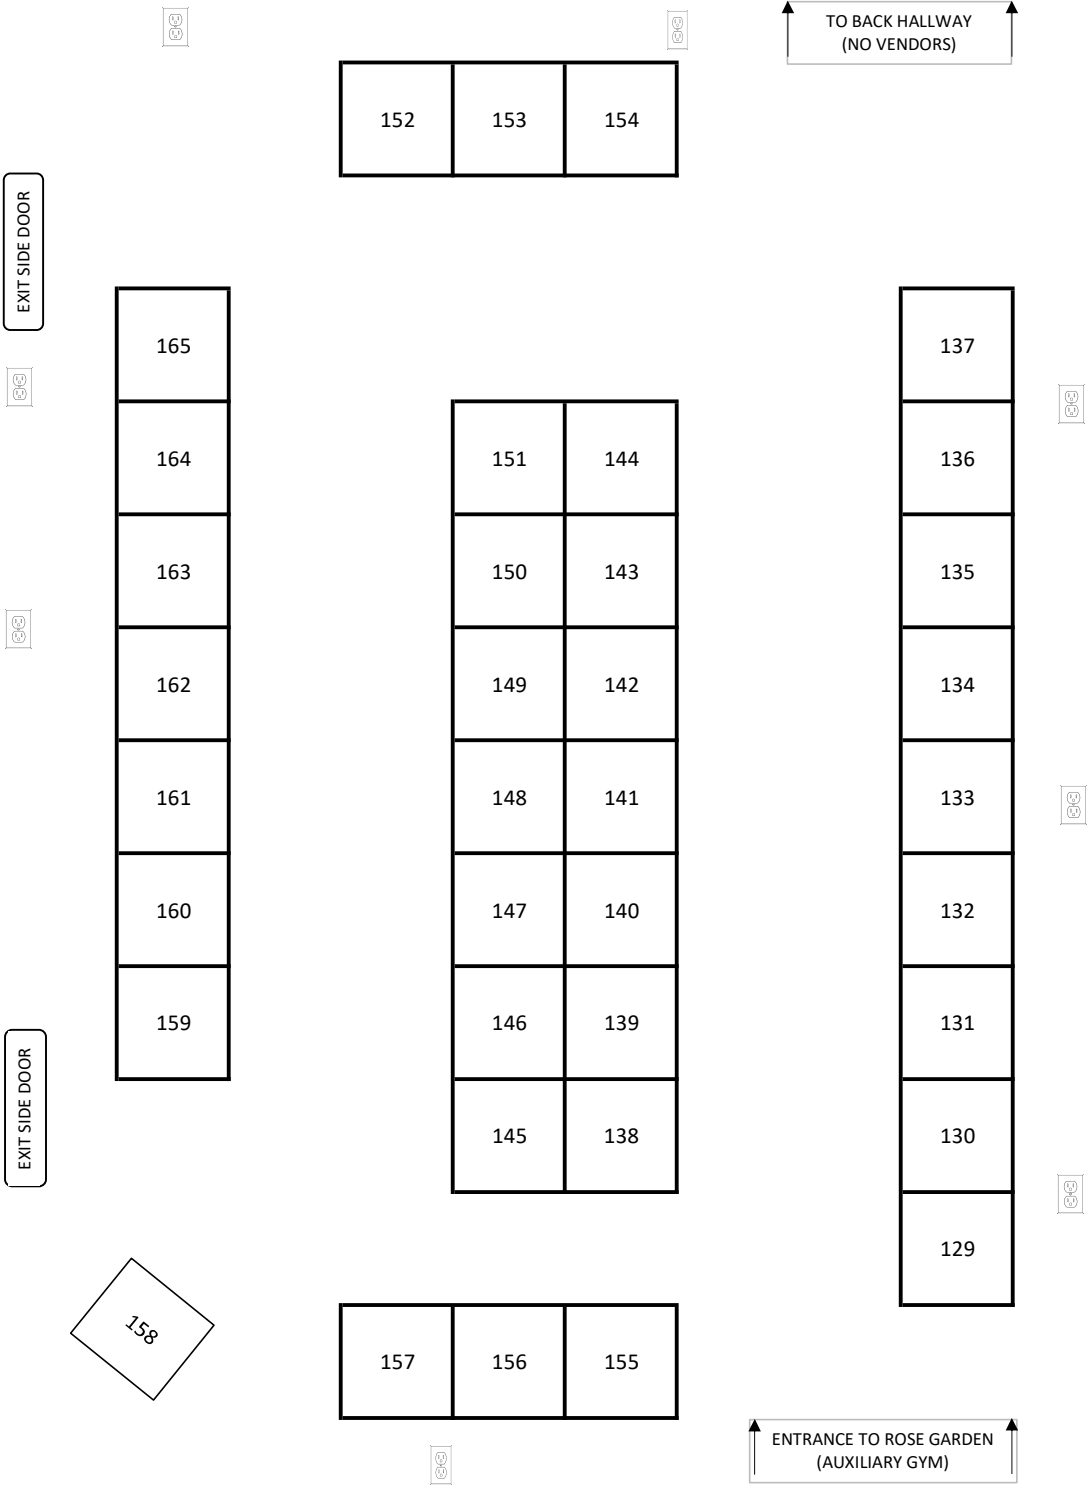 TO BACK HALLWAY
(NO VENDORS)
152 153 154
EXIT SIDE DOOR
165 137
151 144
164 136
150 143
163 135
149 142
162 134
148 141
161 133
147 140
160 132
146 139
159 131
EXIT SIDE DOOR
145 138
130
129
158
157 156 155
ENTRANCE TO ROSE GARDEN
(AUXILIARY GYM)